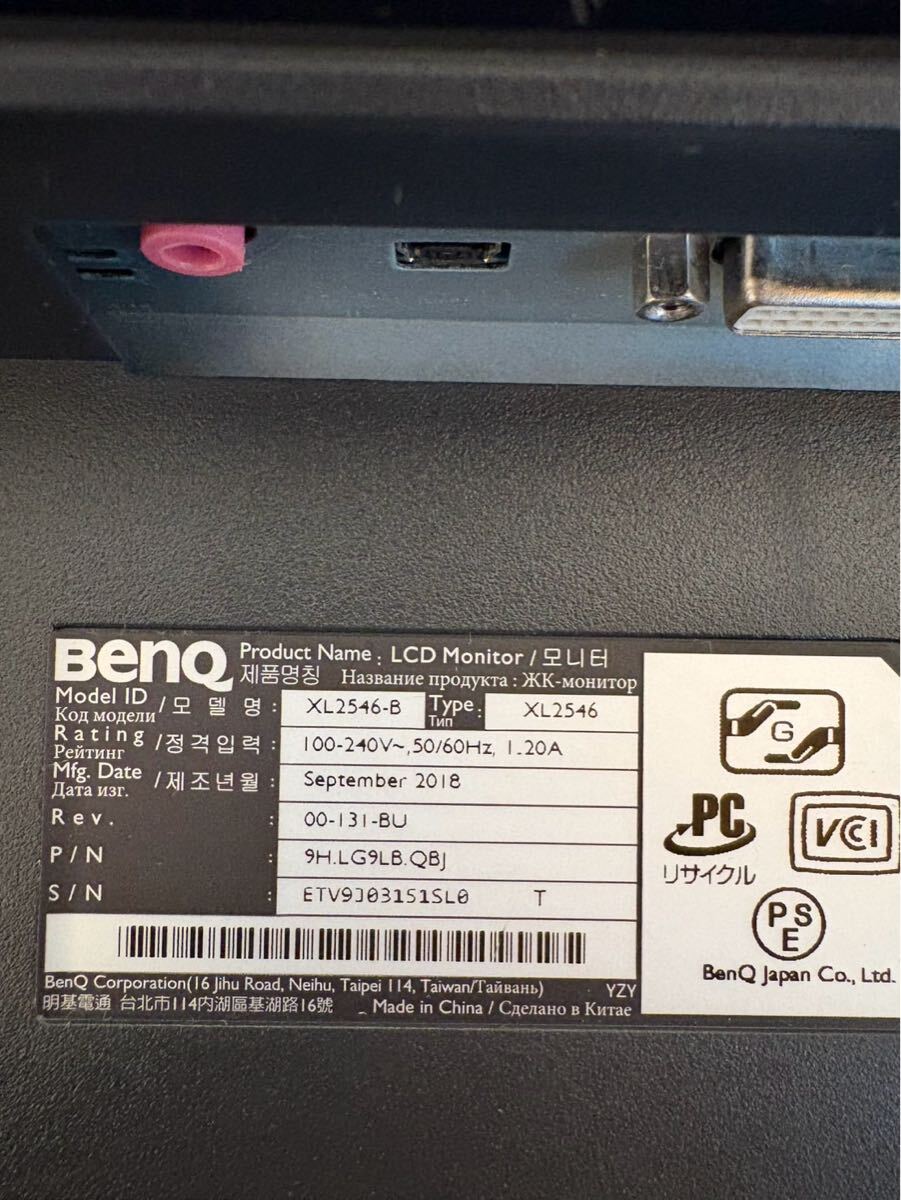 BenQ Product Name : LCD Monitor / 모니터
제품명칭 Название продукта : ЖК-монитор
Model ID / 모 델 명 : XL2546-B Type : XL2546
Код модели Тип
Rating / 정격입력 : 100-240V~,50/60Hz, 1.20A
Рейтинг
Mfg. Date / 제조년월 : September 2018
Дата изг.
Rev. : 00-131-BU
P/N : 9H.LG9LB.QBJ
S/N : ETV9J03151SL0 T
BenQ Corporation(16 Jihu Road, Neihu, Taipei 114, Taiwan/Тайвань) YZY
明基電通 台北市114內湖區基湖路16號 Made in China / Сделано в Китае
G
PC
リサイクル
VCCI
PSE
BenQ Japan Co., Ltd.